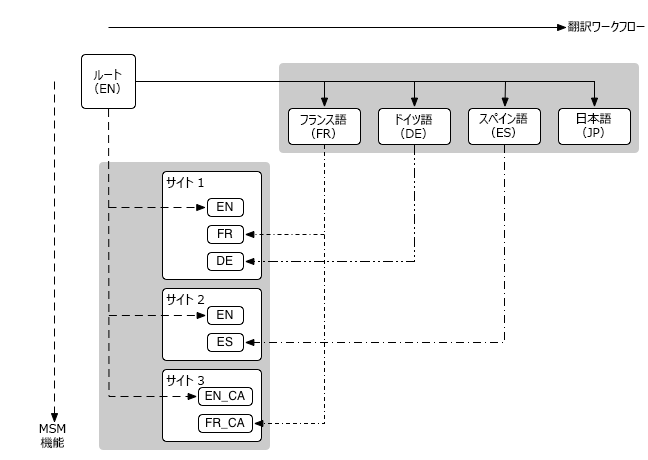 翻訳ワークフロー
ルート
（EN）
フランス語
（FR）
ドイツ語
（DE）
スペイン語
（ES）
日本語
（JP）
サイト 1
EN
FR
DE
サイト 2
EN
ES
サイト 3
EN_CA
FR_CA
MSM
機能